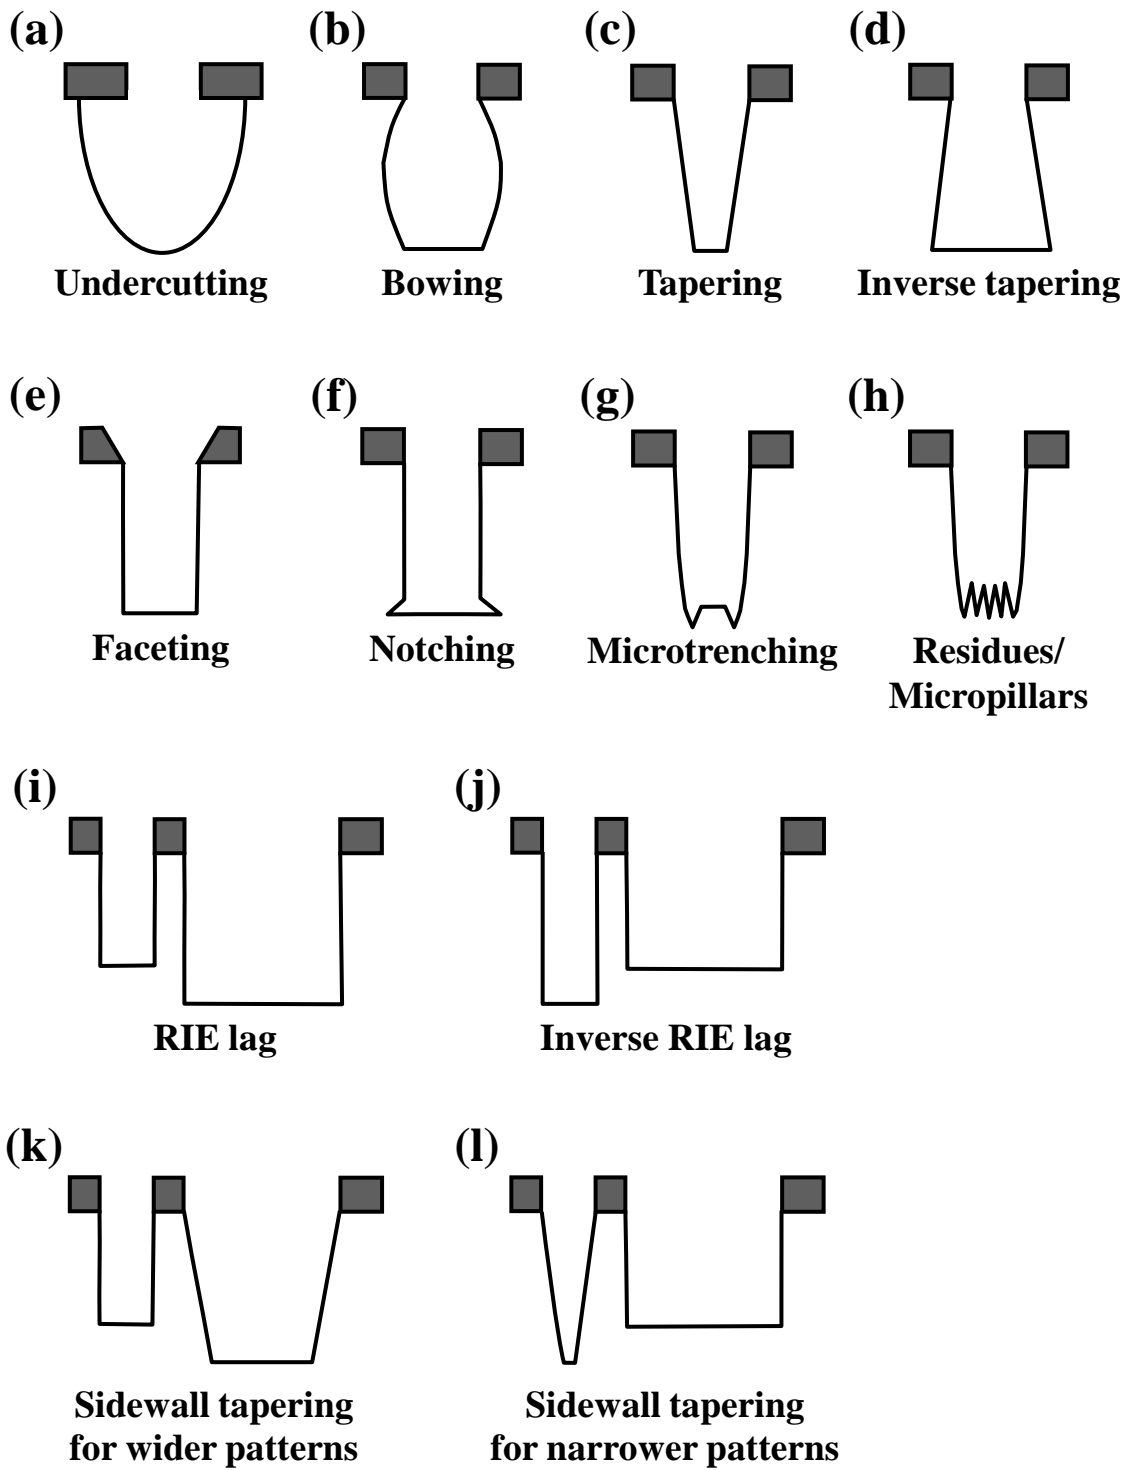 (a)
(b)
(c)
(d)
Undercutting
Bowing
Tapering
Inverse tapering
(e)
(f)
(g)
(h)
Faceting
Notching
Microtrenching
Residues/
Micropillars
(i)
(j)
RIE lag
Inverse RIE lag
(k)
(l)
Sidewall tapering
for wider patterns
Sidewall tapering
for narrower patterns